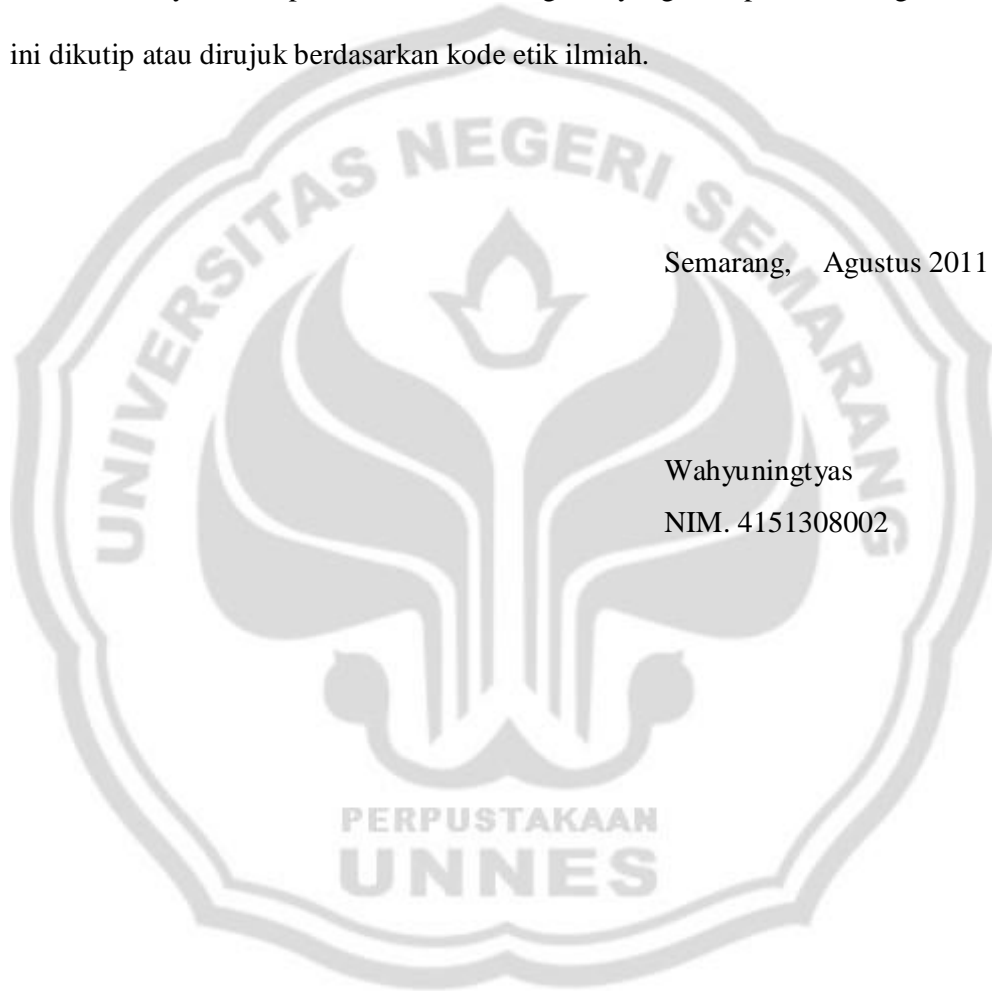 ini dikutip atau dirujuk berdasarkan kode etik ilmiah.
UNIVERSITAS NEGERI SEMARANG
Semarang, Agustus 2011
Wahyuningtyas
NIM. 4151308002
PERPUSTAKAAN
UNNES